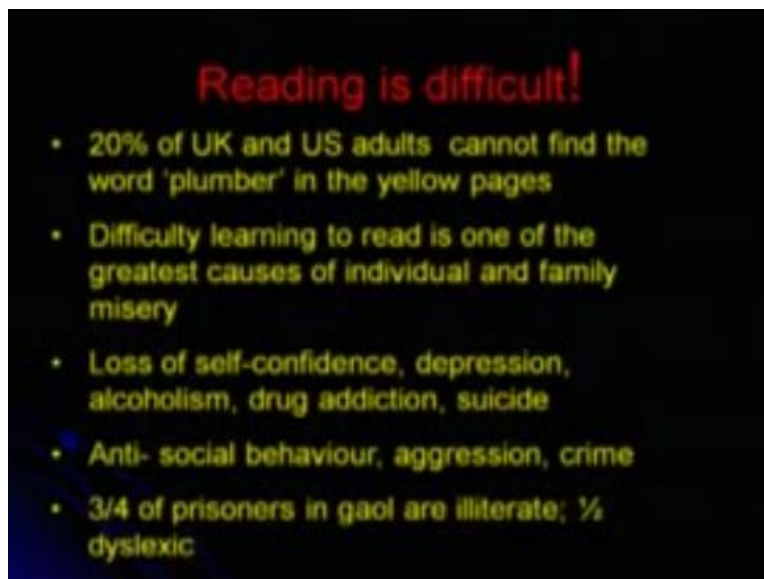 Reading is difficult!
• 20% of UK and US adults cannot find the
word 'plumber' in the yellow pages
• Difficulty learning to read is one of the
greatest causes of individual and family
misery
• Loss of self-confidence, depression,
alcoholism, drug addiction, suicide
• Anti- social behaviour, aggression, crime
• 3/4 of prisoners in gaol are illiterate; ½
dyslexic